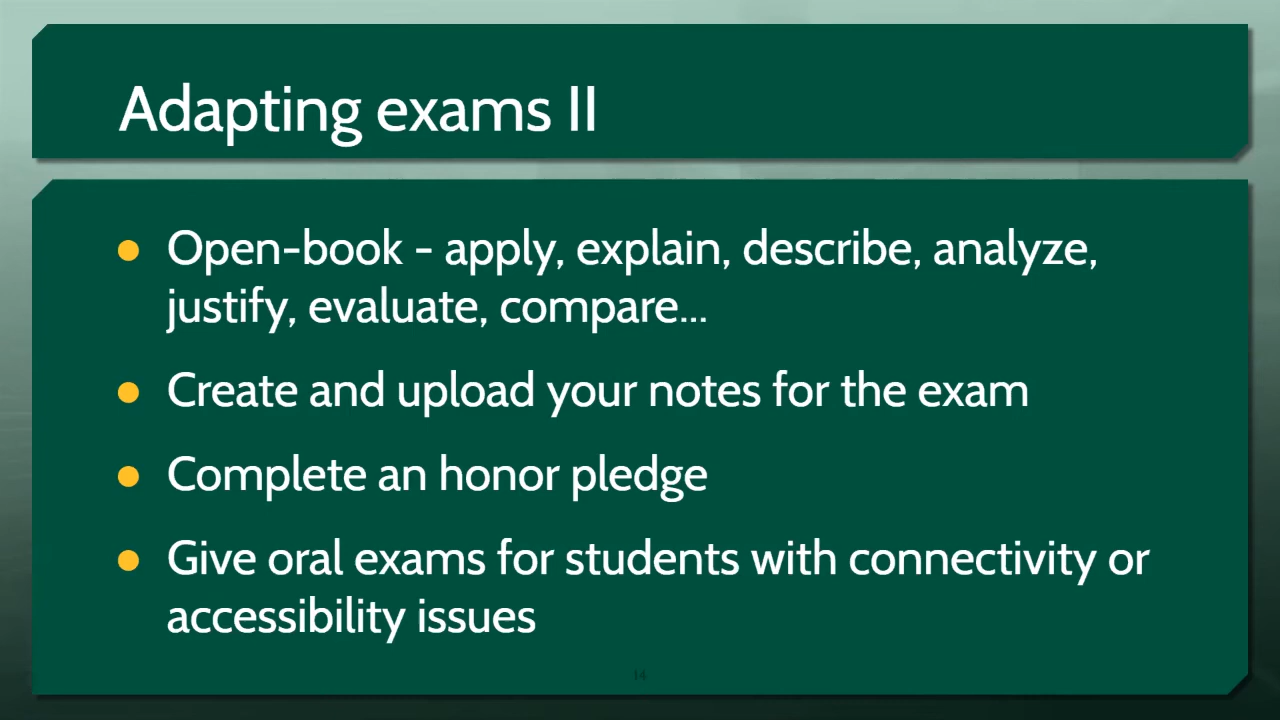 Adapting exams II
Open-book - apply, explain, describe, analyze,
justify, evaluate, compare...
Create and upload your notes for the exam
Complete an honor pledge
Give oral exams for students with connectivity or
accessibility issues
14